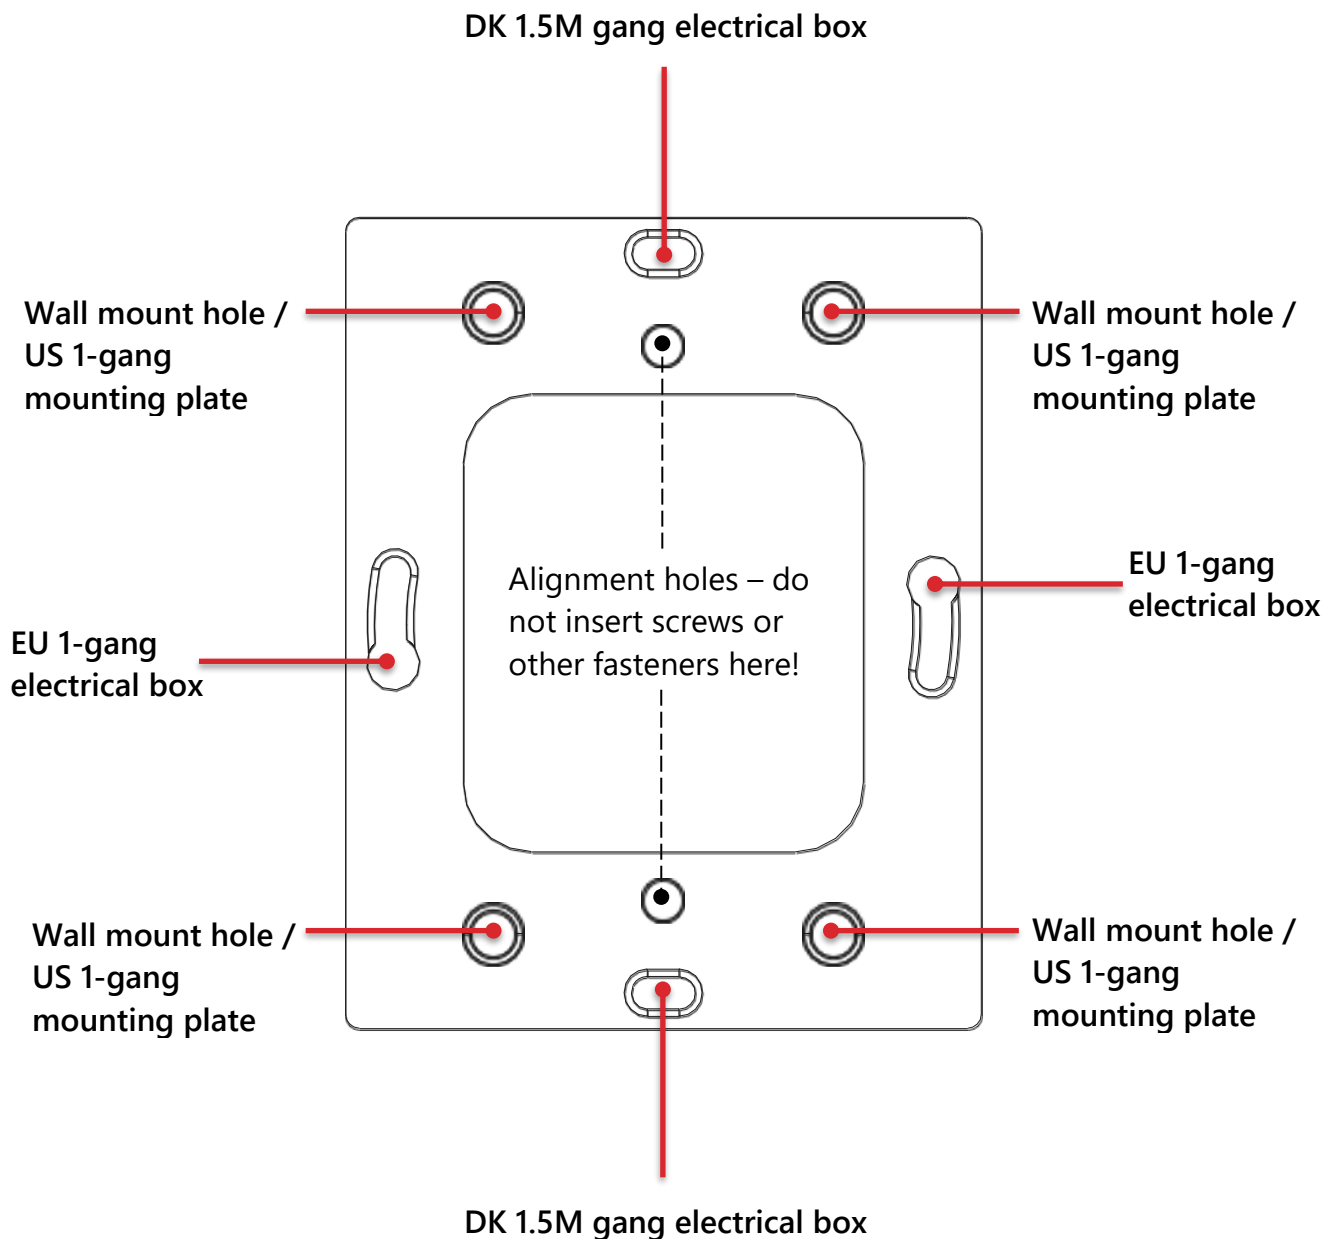 DK 1.5M gang electrical box
Wall mount hole /
US 1-gang
mounting plate
Wall mount hole /
US 1-gang
mounting plate
Alignment holes – do
not insert screws or
other fasteners here!
EU 1-gang
electrical box
EU 1-gang
electrical box
Wall mount hole /
US 1-gang
mounting plate
Wall mount hole /
US 1-gang
mounting plate
DK 1.5M gang electrical box